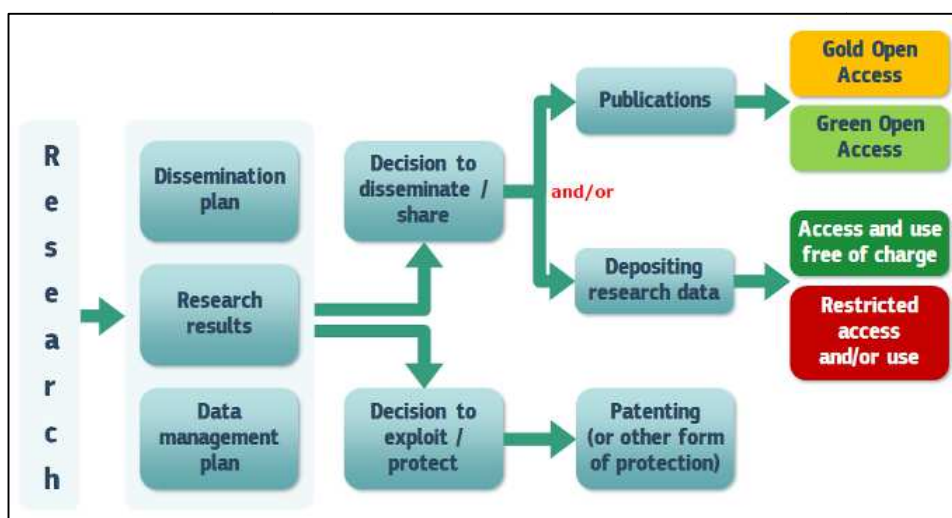 Research
Dissemination
plan
Research
results
Data
management
plan
Decision to
disseminate /
share
Decision to
exploit /
protect
and/or
Publications
Depositing
research data
Patenting
(or other form
of protection)
Gold Open
Access
Green Open
Access
Access and use
free of charge
Restricted
access
and/or use